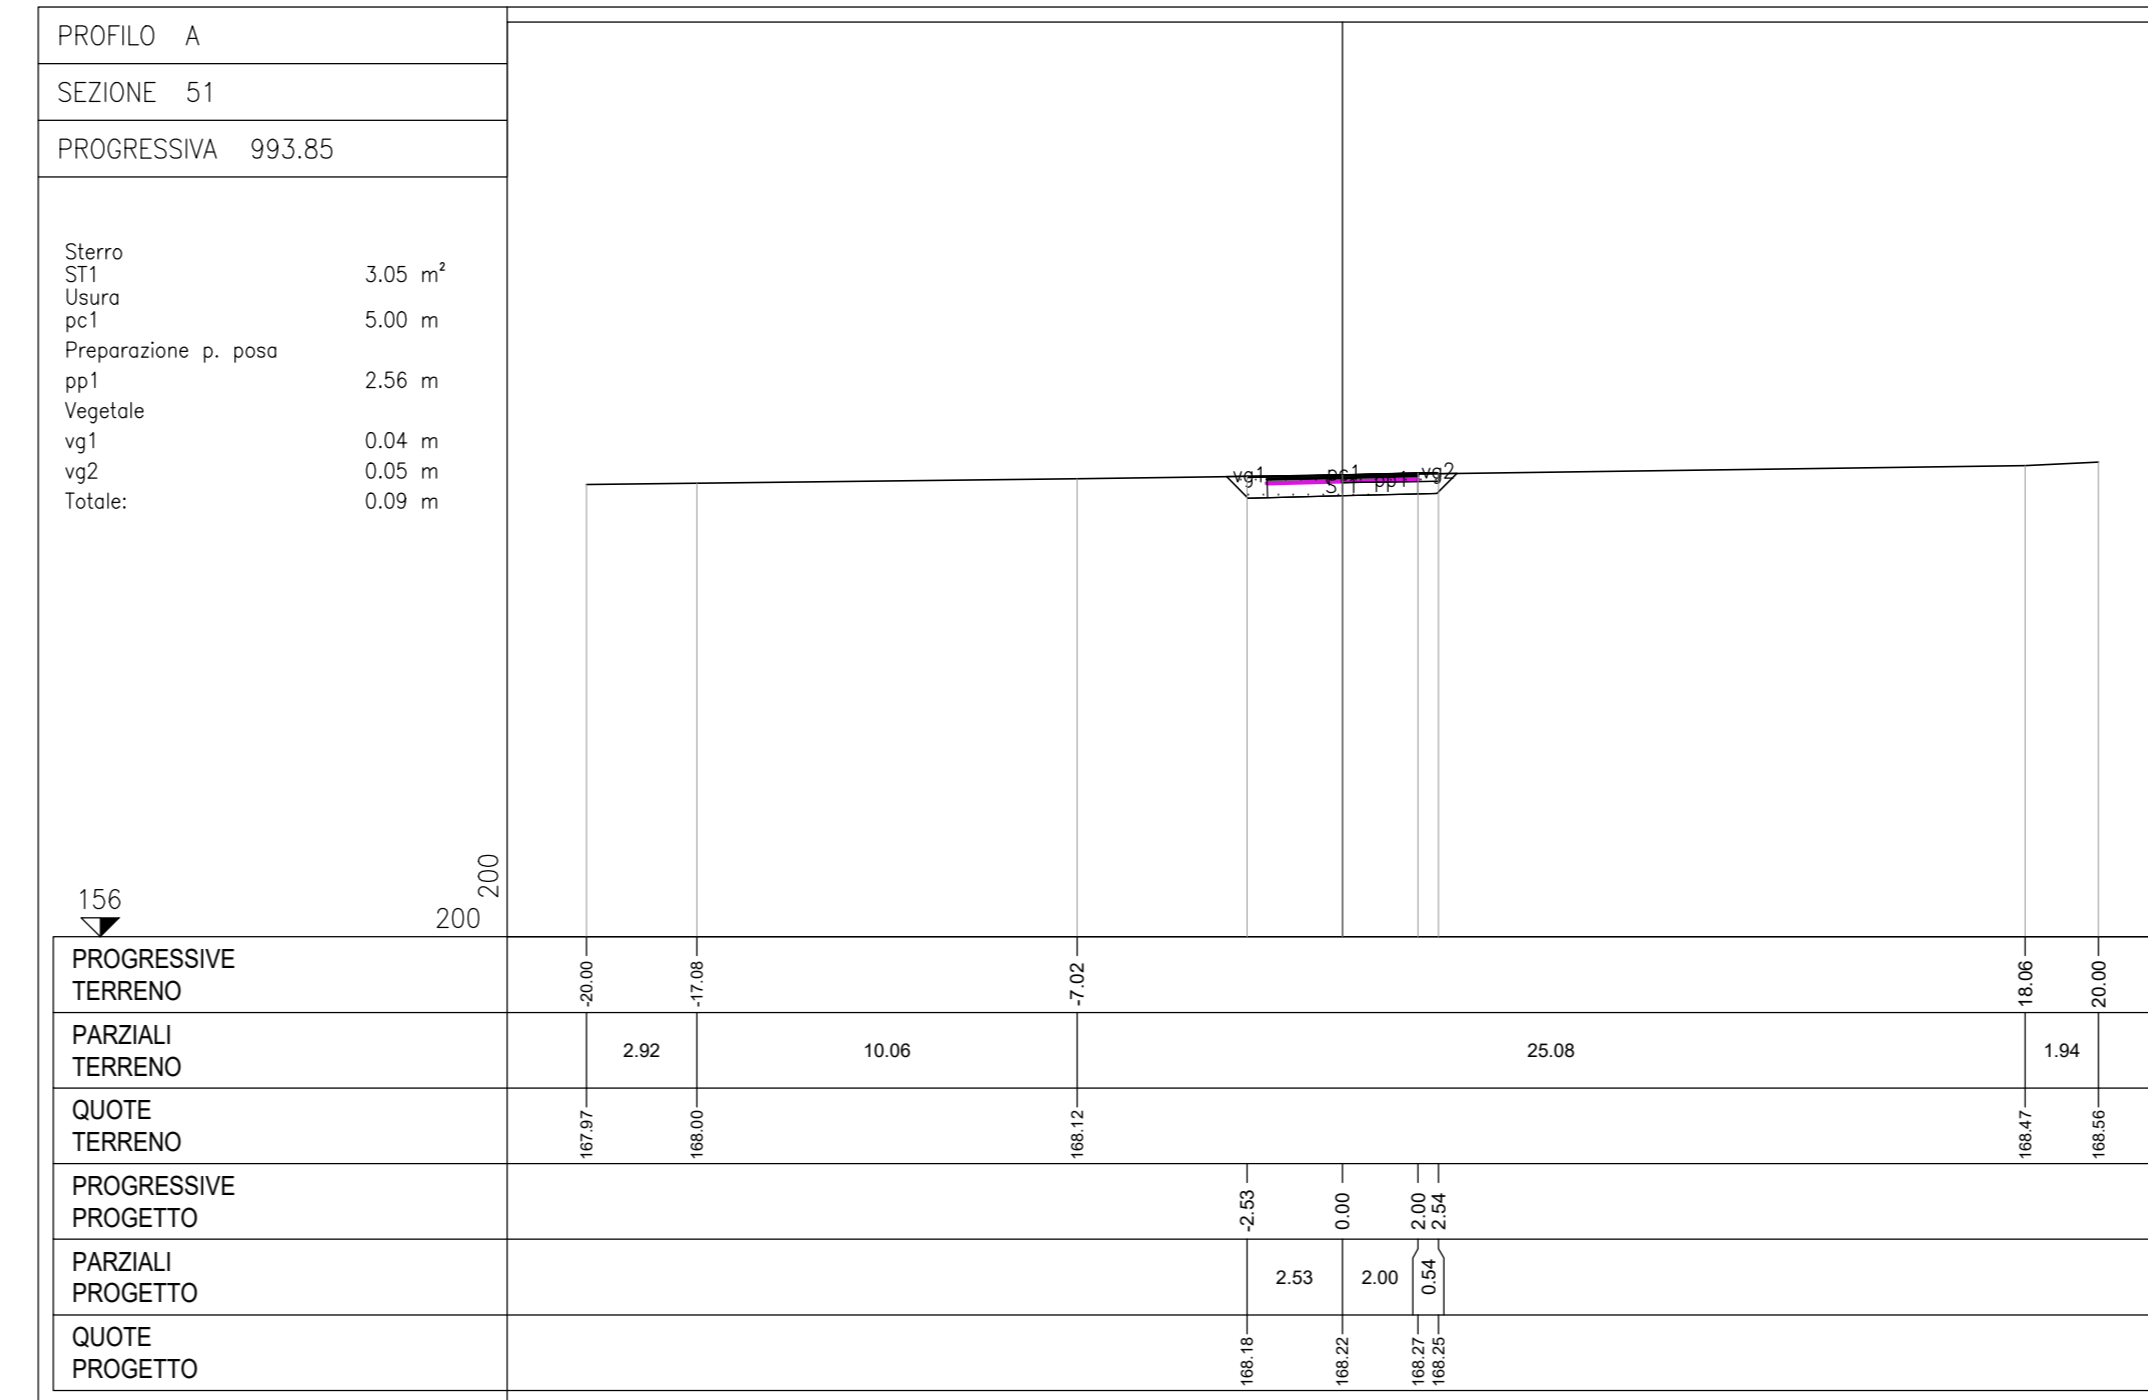 PROFILO A
SEZIONE 51
PROGRESSIVA 993.85
Sterro
ST1 3.05 m²
Usura
pc1 5.00 m
Preparazione p. posa
pp1 2.56 m
Vegetale
vg1 0.04 m
vg2 0.05 m
Totale: 0.09 m
vg1 pc1 vg2
ST1 pp1
200
156
200
PROGRESSIVE
TERRENO
-20.00 -17.08 -7.02 18.06 20.00
PARZIALI
TERRENO
2.92 10.06 25.08 1.94
QUOTE
TERRENO
167.97 168.00 168.12 168.47 168.56
PROGRESSIVE
PROGETTO
-2.53 0.00 2.00 2.54
PARZIALI
PROGETTO
2.53 2.00 0.54
QUOTE
PROGETTO
168.18 168.22 168.27 168.25